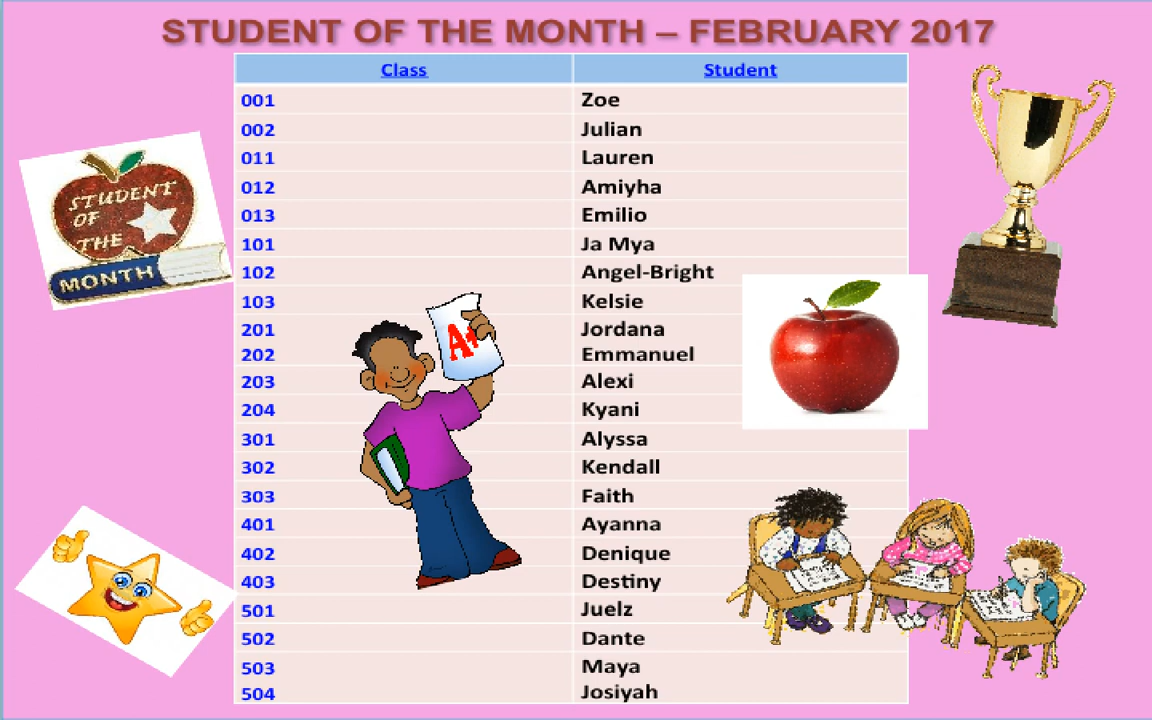 STUDENT OF THE MONTH – FEBRUARY 2017
Class Student
001 Zoe
002 Julian
011 Lauren
012 Amiyha
013 Emilio
101 Ja Mya
102 Angel-Bright
103 Kelsie
201 Jordana
202 Emmanuel
203 Alexi
204 Kyani
301 Alyssa
302 Kendall
303 Faith
401 Ayanna
402 Denique
403 Destiny
501 Juelz
502 Dante
503 Maya
504 Josiyah
STUDENT
OF
THE
MONTH
A+